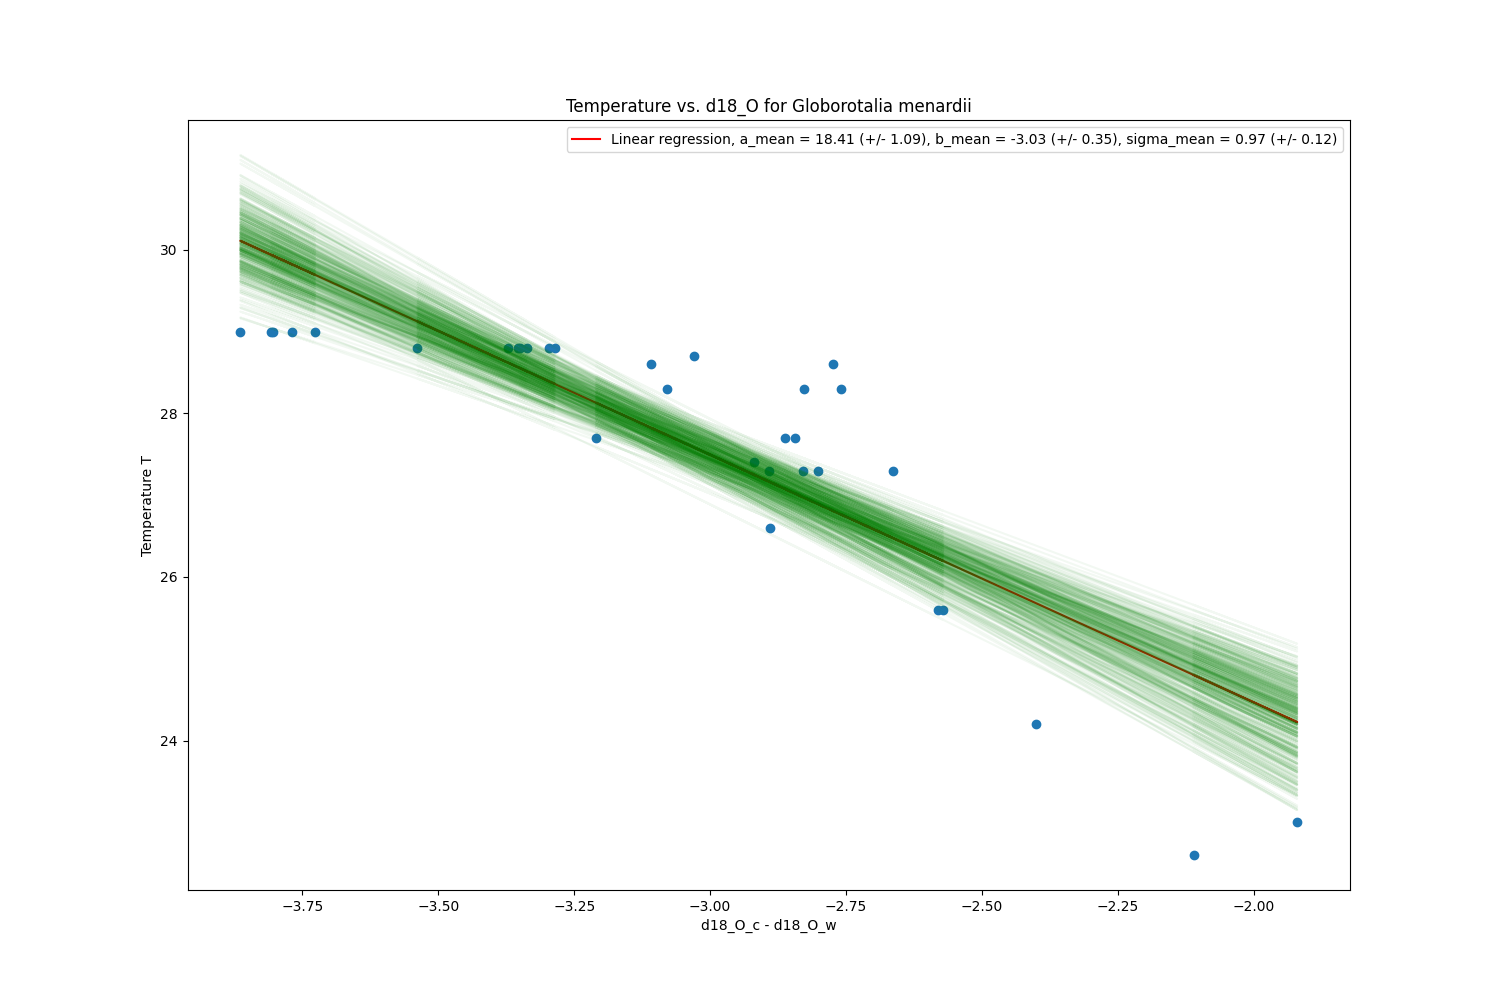 Temperature vs. d18_O for Globorotalia menardii
Linear regression, a_mean = 18.41 (+/- 1.09), b_mean = -3.03 (+/- 0.35), sigma_mean = 0.97 (+/- 0.12)
30
28
26
24
Temperature T
−3.75 −3.50 −3.25 −3.00 −2.75 −2.50 −2.25 −2.00
d18_O_c - d18_O_w